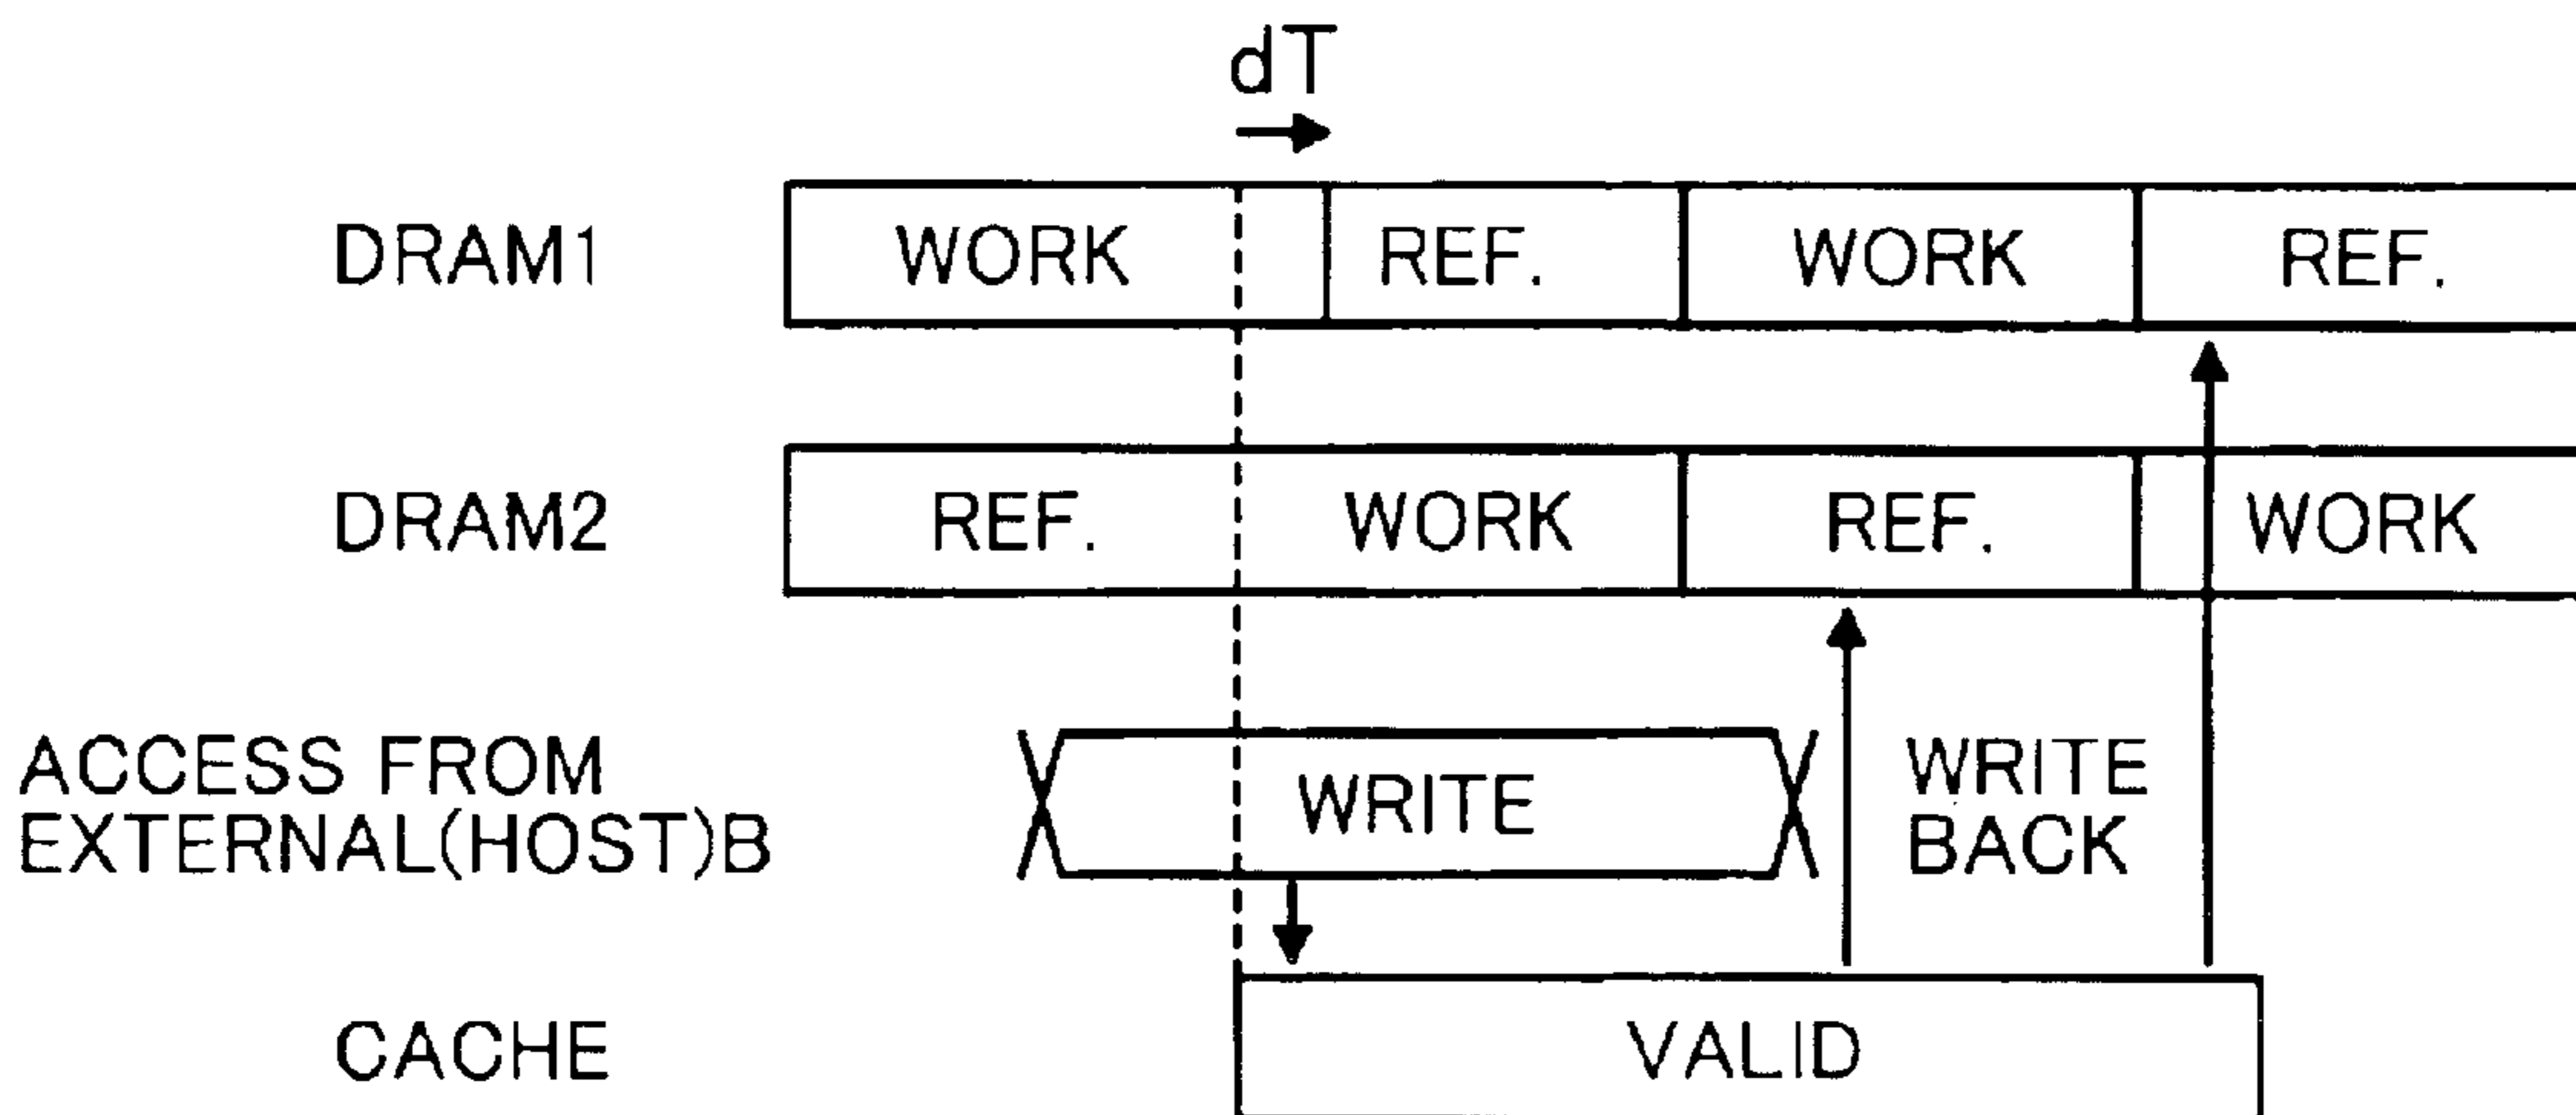 dT
DRAM1 WORK REF. WORK REF.
DRAM2 REF. WORK REF. WORK
ACCESS FROM
EXTERNAL(HOST)B
WRITE
WRITE
BACK
CACHE VALID